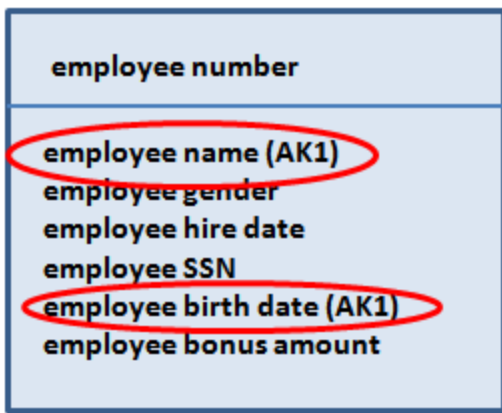 employee number
employee name (AK1)
employee gender
employee hire date
employee SSN
employee birth date (AK1)
employee bonus amount